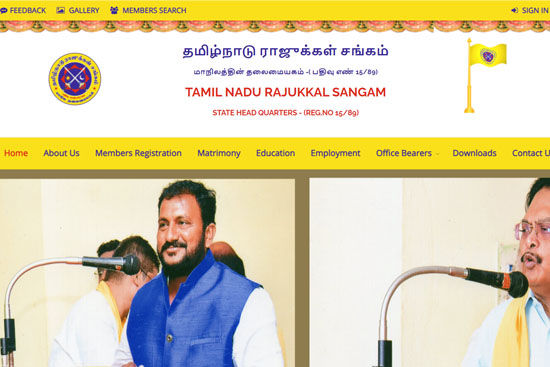 FEEDBACK GALLERY MEMBERS SEARCH SIGN IN
தமிழ்நாடு ராஜுக்கள் சங்கம்
மாநிலத்தின் தலைமையகம் -( பதிவு எண் 15/89)
TAMIL NADU RAJUKKAL SANGAM
STATE HEAD QUARTERS - (REG.NO 15/89)
Home About Us Members Registration Matrimony Education Employment Office Bearers Downloads Contact U